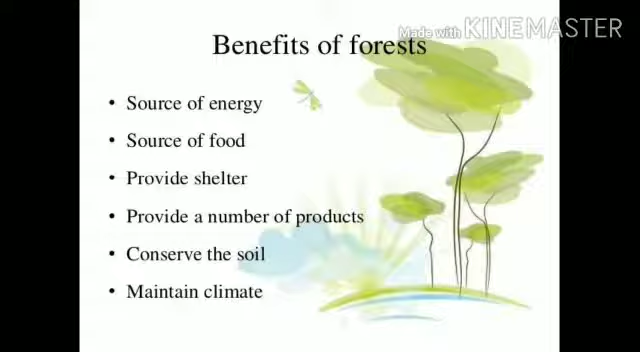 Made with KINEMASTER
Benefits of forests
• Source of energy
• Source of food
• Provide shelter
• Provide a number of products
• Conserve the soil
• Maintain climate